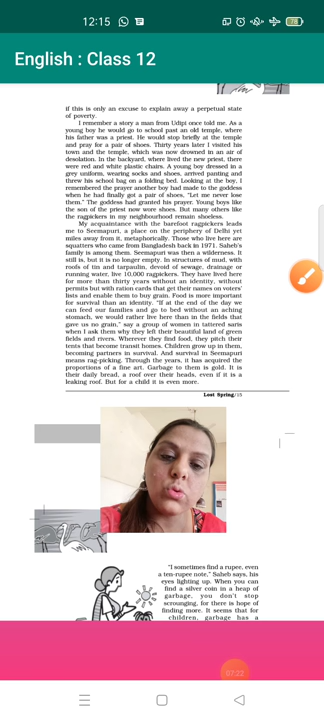 12:15
78
English : Class 12
if this is only an excuse to explain away a perpetual state
of poverty.
I remember a story a man from Udipi once told me. As a
young boy he would go to school past an old temple, where
his father was a priest. He would stop briefly at the temple
and pray for a pair of shoes. Thirty years later I visited his
town and the temple, which was now drowned in an air of
desolation. In the backyard, where lived the new priest, there
were red and white plastic chairs. A young boy dressed in a
grey uniform, wearing socks and shoes, arrived panting and
threw his school bag on a folding bed. Looking at the boy, I
remembered the prayer another boy had made to the goddess
when he had finally got a pair of shoes, "Let me never lose
them." The goddess had granted his prayer. Young boys like
the son of the priest now wore shoes. But many others like
the ragpickers in my neighbourhood remain shoeless.
My acquaintance with the barefoot ragpickers leads
me to Seemapuri, a place on the periphery of Delhi yet
miles away from it, metaphorically. Those who live here are
squatters who came from Bangladesh back in 1971. Saheb's
family is among them. Seemapuri was then a wilderness. It
still is, but it is no longer empty. In structures of mud, with
roofs of tin and tarpaulin, devoid of sewage, drainage or
running water, live 10,000 ragpickers. They have lived here
for more than thirty years without an identity, without
permits but with ration cards that get their names on voters'
lists and enable them to buy grain. Food is more important
for survival than an identity. "If at the end of the day we
can feed our families and go to bed without an aching
stomach, we would rather live here than in the fields that
gave us no grain," say a group of women in tattered saris
when I ask them why they left their beautiful land of green
fields and rivers. Wherever they find food, they pitch their
tents that become transit homes. Children grow up in them,
becoming partners in survival. And survival in Seemapuri
means rag-picking. Through the years, it has acquired the
proportions of a fine art. Garbage to them is gold. It is
their daily bread, a roof over their heads, even if it is a
leaking roof. But for a child it is even more.
Lost Spring/15
"I sometimes find a rupee, even
a ten-rupee note," Saheb says, his
eyes lighting up. When you can
find a silver coin in a heap of
garbage, you don't stop
scrounging, for there is hope of
finding more. It seems that for
children, garbage has a
07:22